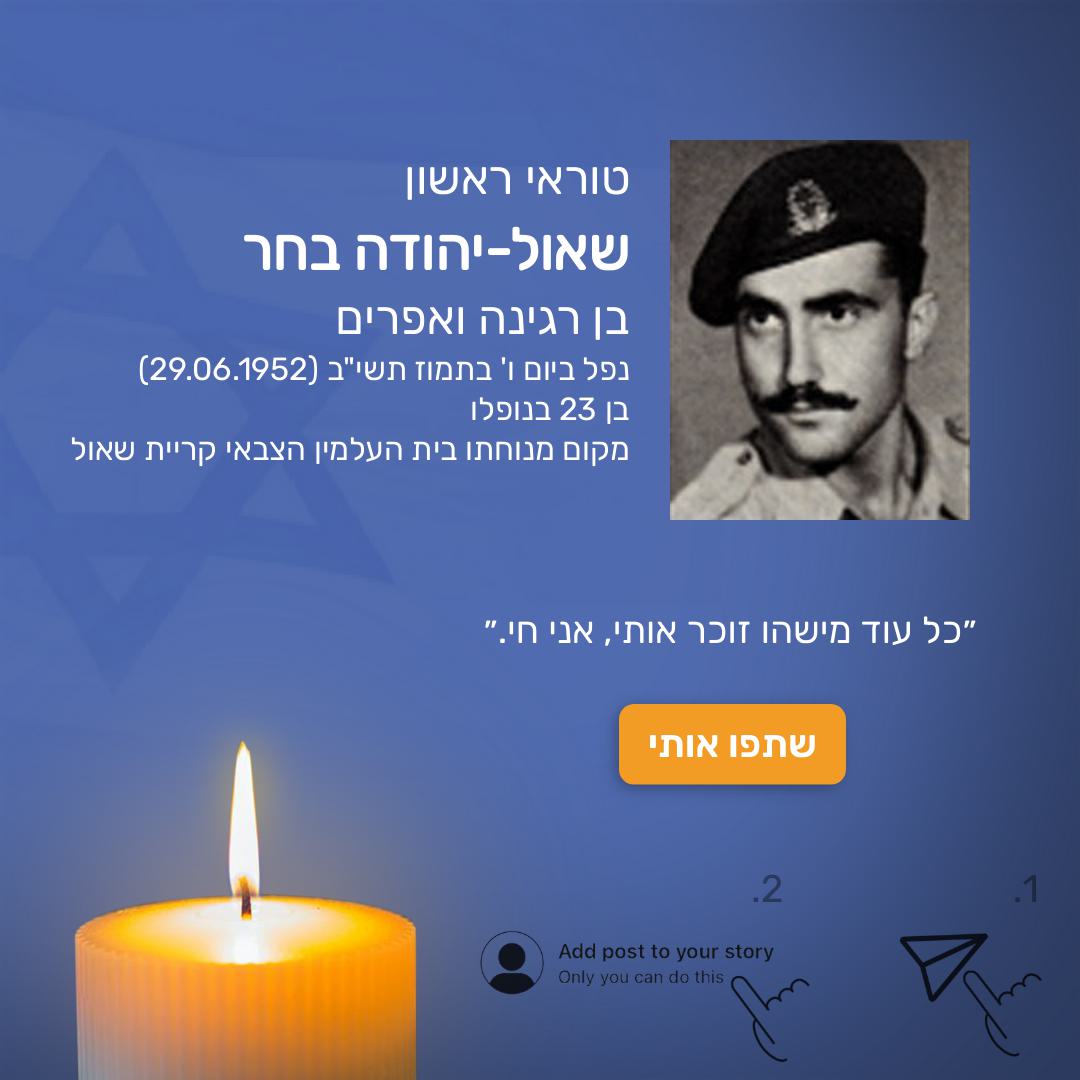 טוראי ראשון
שאול-יהודה בחר
בן רגינה ואפרים
נפל ביום ו' בתמוז תשי"ב (29.06.1952)
בן 23 בנופלו
מקום מנוחתו בית העלמין הצבאי קריית שאול
״כל עוד מישהו זוכר אותי, אני חי.״
שתפו אותי
1.
2.
Add post to your story
Only you can do this